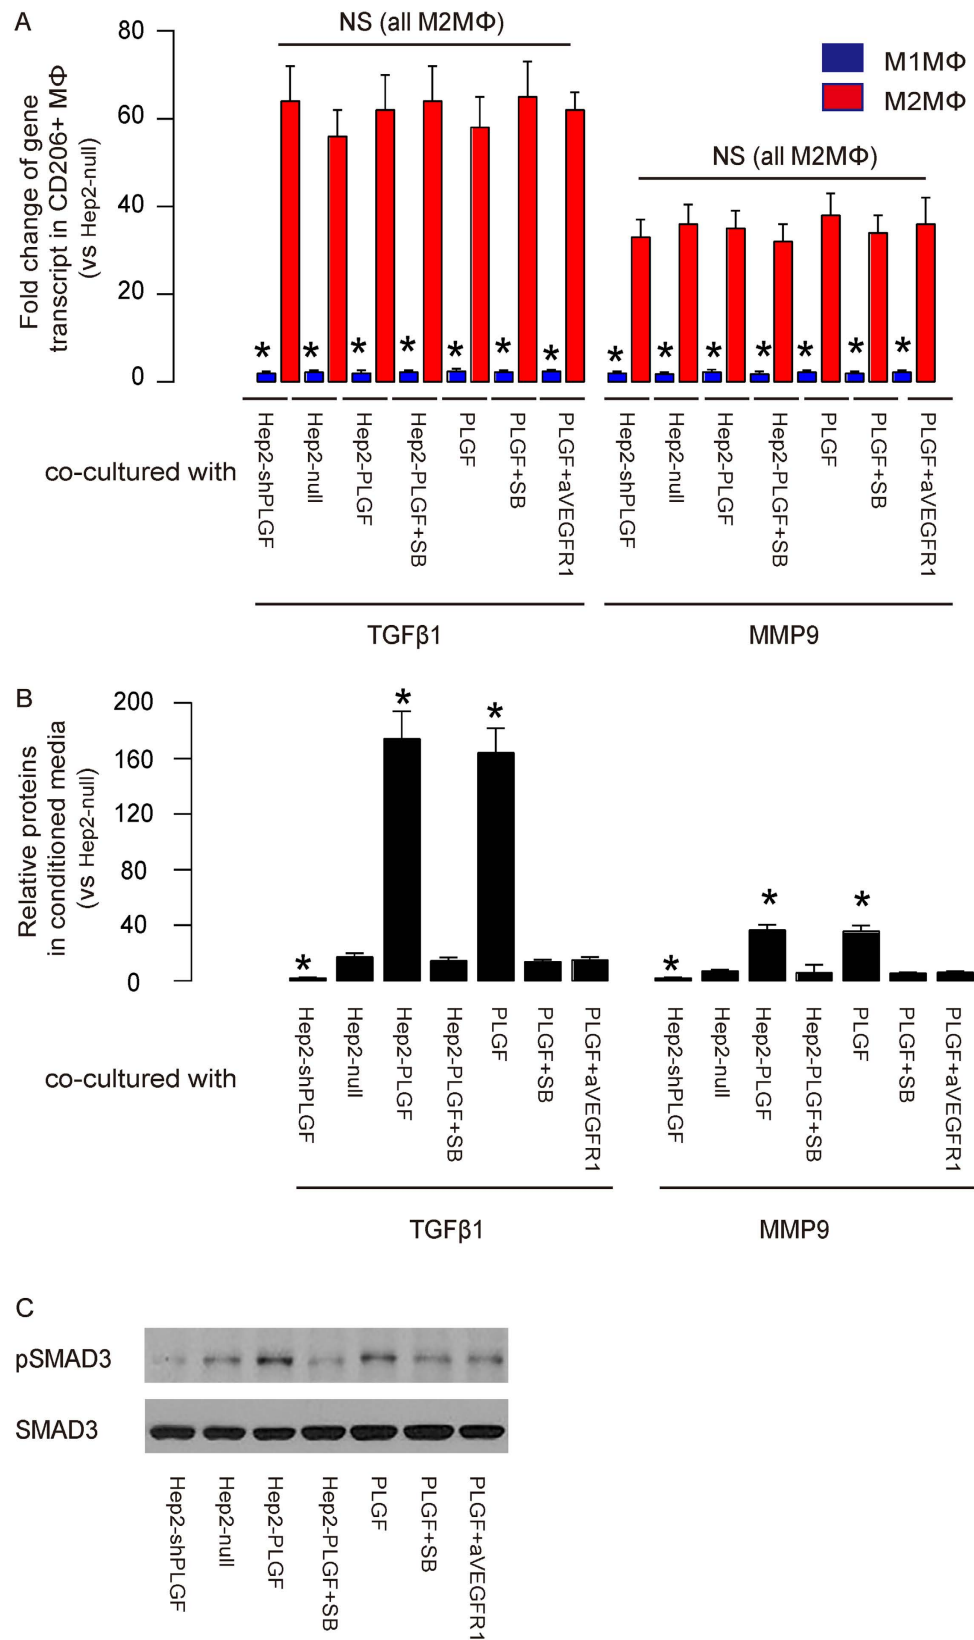 A
NS (all M2MΦ)
M1MΦ
M2MΦ
NS (all M2MΦ)
Fold change of gene
transcript in CD206+ MΦ
(vs Hep2-null)
80
60
40
20
0
* * * * * * * * * * * * * *
co-cultured with
Hep2-shPLGF
Hep2-null
Hep2-PLGF
Hep2-PLGF+SB
PLGF
PLGF+SB
PLGF+aVEGFR1
Hep2-shPLGF
Hep2-null
Hep2-PLGF
Hep2-PLGF+SB
PLGF
PLGF+SB
PLGF+aVEGFR1
TGFβ1
MMP9
B
Relative proteins
in conditioned media
(vs Hep2-null)
200
160
120
80
40
0
* * * * * *
co-cultured with
Hep2-shPLGF
Hep2-null
Hep2-PLGF
Hep2-PLGF+SB
PLGF
PLGF+SB
PLGF+aVEGFR1
Hep2-shPLGF
Hep2-null
Hep2-PLGF
Hep2-PLGF+SB
PLGF
PLGF+SB
PLGF+aVEGFR1
TGFβ1
MMP9
C
pSMAD3
SMAD3
Hep2-shPLGF
Hep2-null
Hep2-PLGF
Hep2-PLGF+SB
PLGF
PLGF+SB
PLGF+aVEGFR1